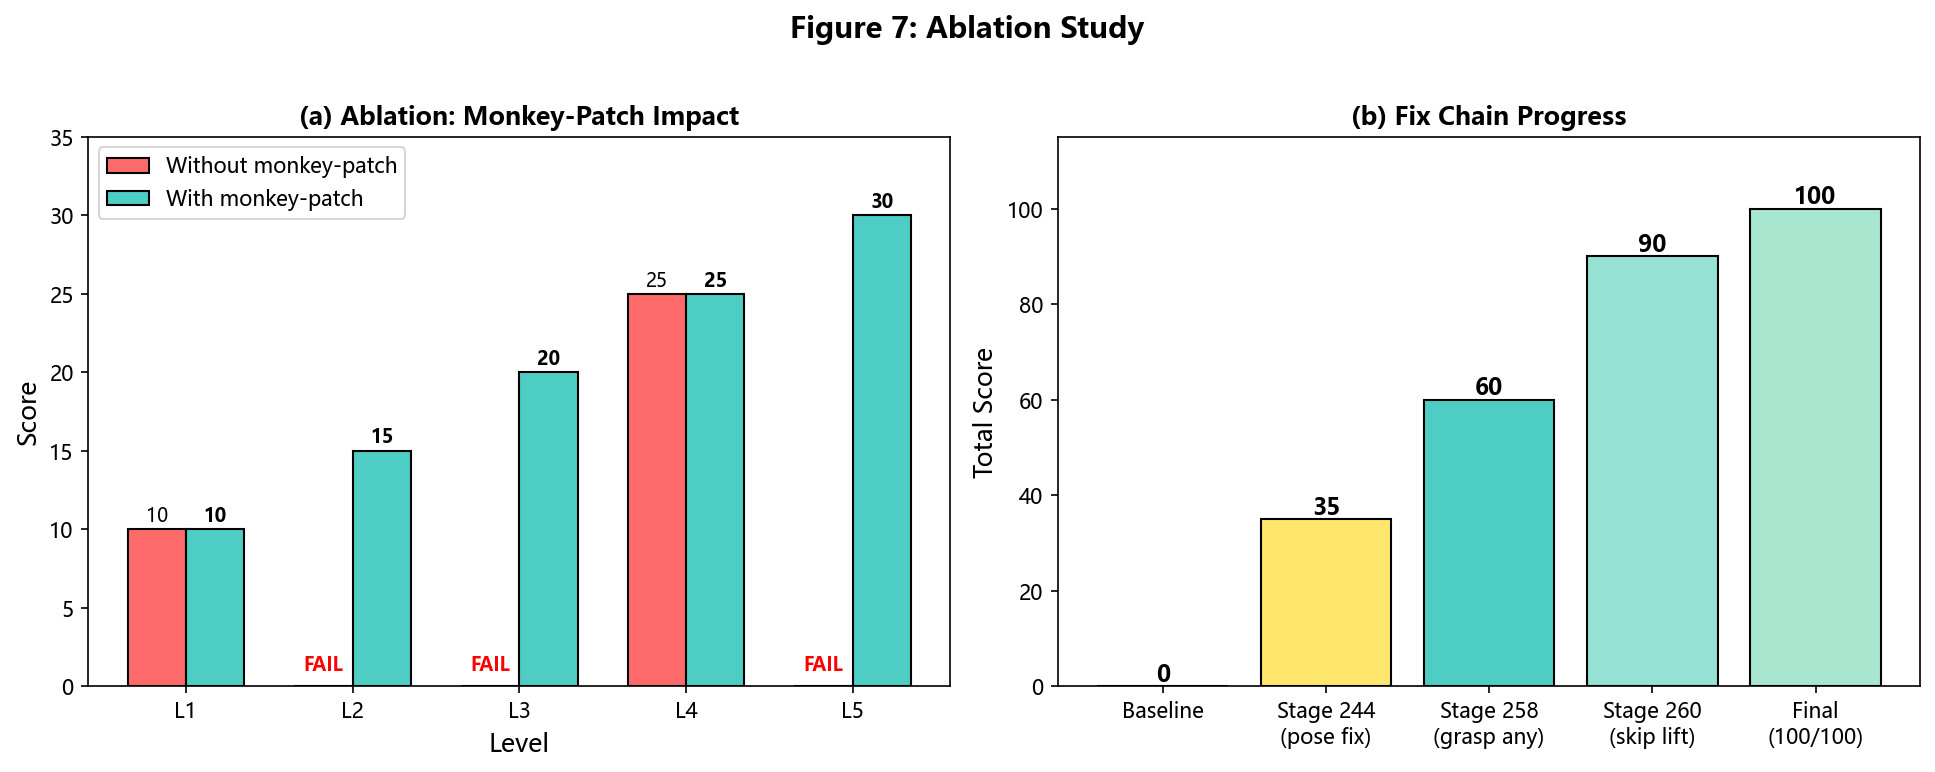 Figure 7: Ablation Study
(a) Ablation: Monkey-Patch Impact
Without monkey-patch
With monkey-patch
35
30
25
20
15
10
5
0
Score
10
10
FAIL
15
FAIL
20
25
25
FAIL
30
L1
L2
L3
L4
L5
Level
(b) Fix Chain Progress
100
80
60
40
20
0
Total Score
0
35
60
90
100
Baseline
Stage 244
(pose fix)
Stage 258
(grasp any)
Stage 260
(skip lift)
Final
(100/100)